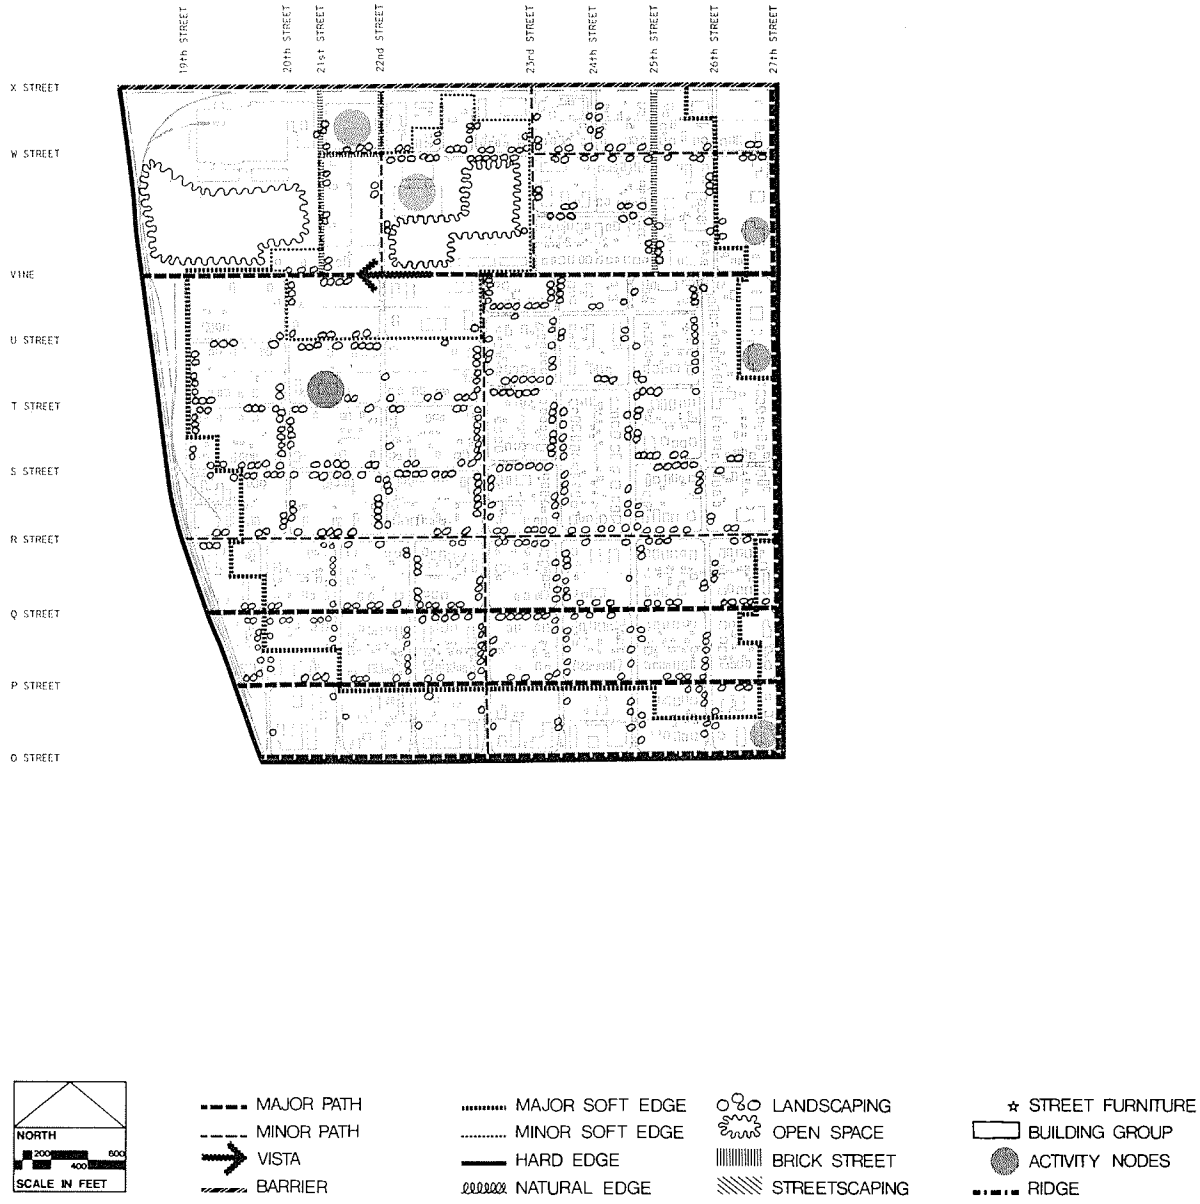 19th STREET
20th STREET
21st STREET
22nd STREET
23rd STREET
24th STREET
25th STREET
26th STREET
27th STREET
X STREET
W STREET
VINE
U STREET
T STREET
S STREET
R STREET
Q STREET
P STREET
O STREET
NORTH
200 600
400
SCALE IN FEET
MAJOR PATH
MINOR PATH
VISTA
BARRIER
MAJOR SOFT EDGE
MINOR SOFT EDGE
HARD EDGE
NATURAL EDGE
LANDSCAPING
OPEN SPACE
BRICK STREET
STREETSCAPING
STREET FURNITURE
BUILDING GROUP
ACTIVITY NODES
RIDGE